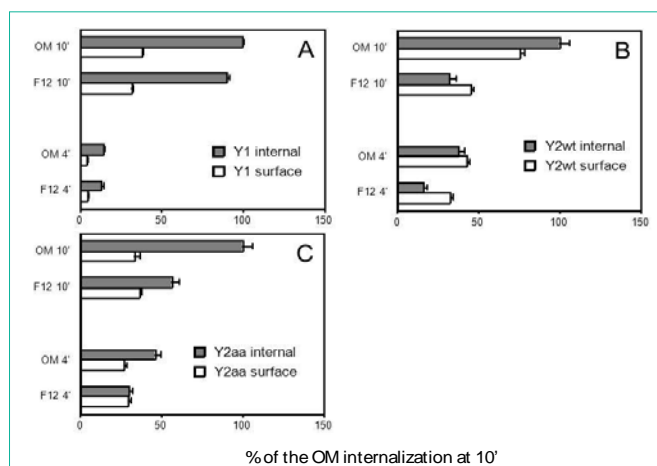 A
OM 10'
F12 10'
OM 4'
F12 4'
Y1 internal
Y1 surface
0 50 100 150
B
OM 10'
F12 10'
OM 4'
F12 4'
Y2wt internal
Y2wt surface
0 50 100 150
C
OM 10'
F12 10'
OM 4'
F12 4'
Y2aa internal
Y2aa surface
0 50 100 150
% of the OM internalization at 10'